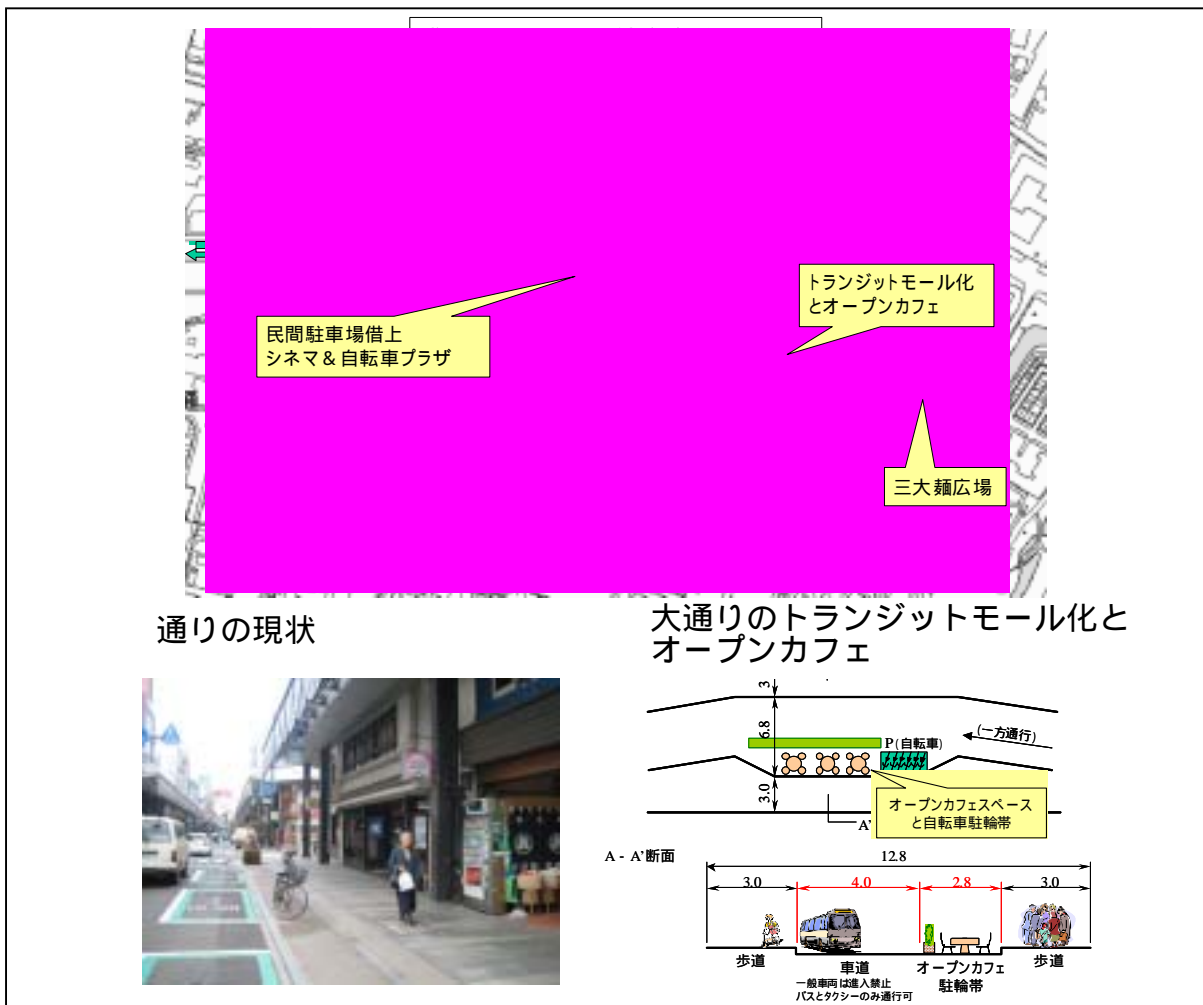 民間駐車場借上
シネマ＆自転車プラザ
トランジットモール化
とオープンカフェ
三大麺広場
通りの現状
大通りのトランジットモール化と
オープンカフェ
3
6.8
3.0
P(自転車)
(一方通行)
オープンカフェスペース
と自転車駐輪帯
A'
A - A'断面
12.8
3.0
4.0
2.8
3.0
歩道
車道
オープンカフェ
駐輪帯
歩道
一般車両は進入禁止
バスとタクシーのみ通行可